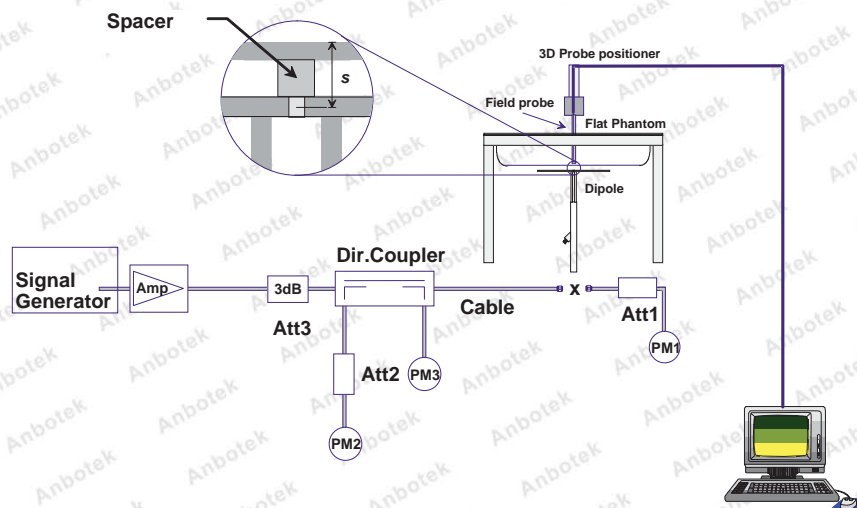 Spacer
s
3D Probe positioner
Field probe
Flat Phantom
Dipole
Signal
Generator
Amp
3dB
Att3
Dir.Coupler
Cable
x
Att1
PM1
Att2
PM3
PM2
Anbotek